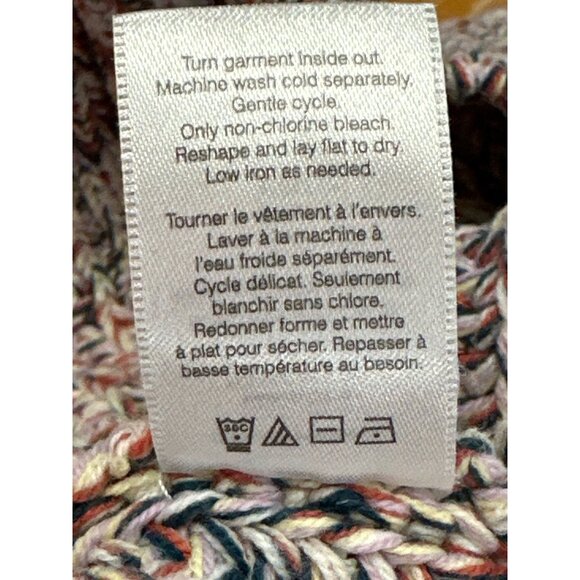 Turn garment inside out.
Machine wash cold separately.
Gentle cycle.
Only non-chlorine bleach.
Reshape and lay flat to dry.
Low iron as needed.
Tourner le vêtement à l'envers.
Laver à la machine à
l'eau froide séparément.
Cycle délicat. Seulement
blanchir sans chlore.
Redonner forme et mettre
à plat pour sécher. Repasser à
basse température au besoin.
30C